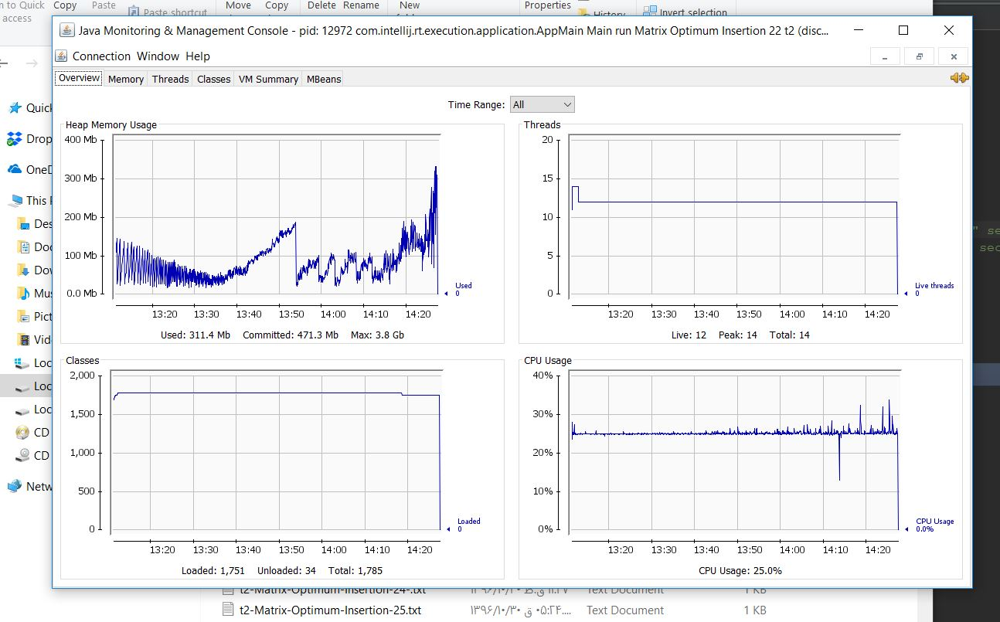 n to Quick Copy Paste Paste shortcut Move Copy Delete Rename New Properties History Invert selection
access
Java Monitoring & Management Console - pid: 12972 com.intellij.rt.execution.application.AppMain Main run Matrix Optimum Insertion 22 t2 (disc...
Connection Window Help
Overview Memory Threads Classes VM Summary MBeans
Time Range: All
Quick
Drop
OneD
This P
Des
Doc
Dow
Mus
Pict
Vid
Loc
Loc
Loc
CD
CD
Netw
Heap Memory Usage
400 Mb
300 Mb
200 Mb
100 Mb
0.0 Mb
Used
0
13:20 13:30 13:40 13:50 14:00 14:10 14:20
Used: 311.4 Mb Committed: 471.3 Mb Max: 3.8 Gb
Threads
20
15
10
5
0
Live threads
0
13:20 13:30 13:40 13:50 14:00 14:10 14:20
Live: 12 Peak: 14 Total: 14
Classes
2,000
1,500
1,000
500
0
Loaded
0
13:20 13:30 13:40 13:50 14:00 14:10 14:20
Loaded: 1,751 Unloaded: 34 Total: 1,785
CPU Usage
40%
30%
20%
10%
0%
CPU Usage
0.0%
13:20 13:30 13:40 13:50 14:00 14:10 14:20
CPU Usage: 25.0%
" se
sec
t2-Matrix-Optimum-Insertion-24-.txt Text Document 1 KB
t2-Matrix-Optimum-Insertion-25.txt ۱۳۹۶/۱۰/۳۰ ق ۰۵:۲۴.... Text Document 1 KB